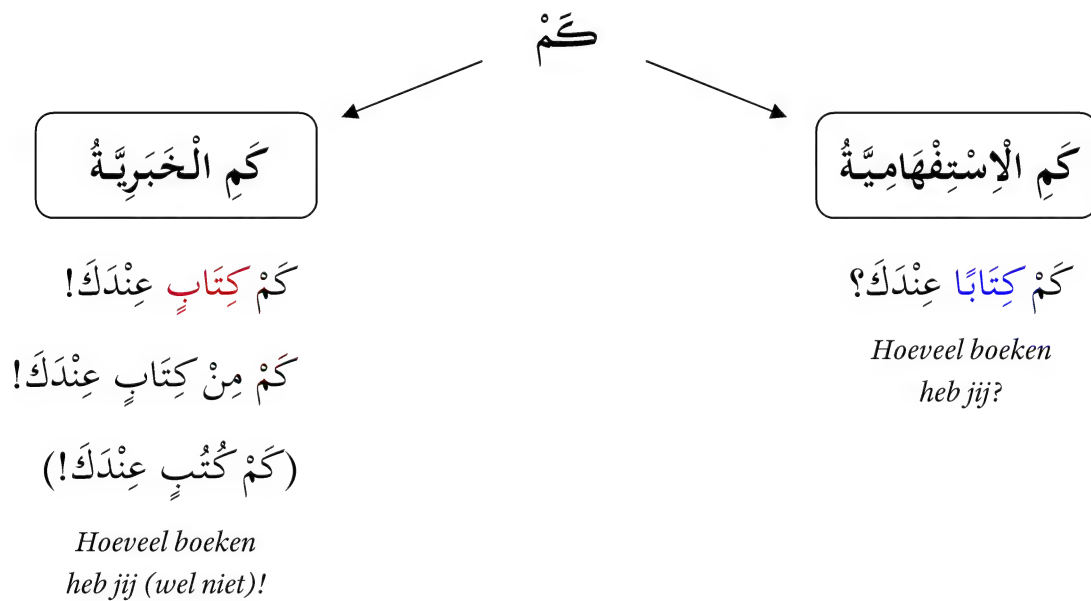 كَمْ
كَمِ الْاِسْتِفْهَامِيَّةُ
كَمْ كِتَابًا عِنْدَكَ؟
Hoeveel boeken
heb jij?
كَمِ الْخَبَرِيَّةُ
كَمْ كِتَابٍ عِنْدَكَ!
كَمْ مِنْ كِتَابٍ عِنْدَكَ!
(كَمْ كُتُبٍ عِنْدَكَ!)
Hoeveel boeken
heb jij (wel niet)!